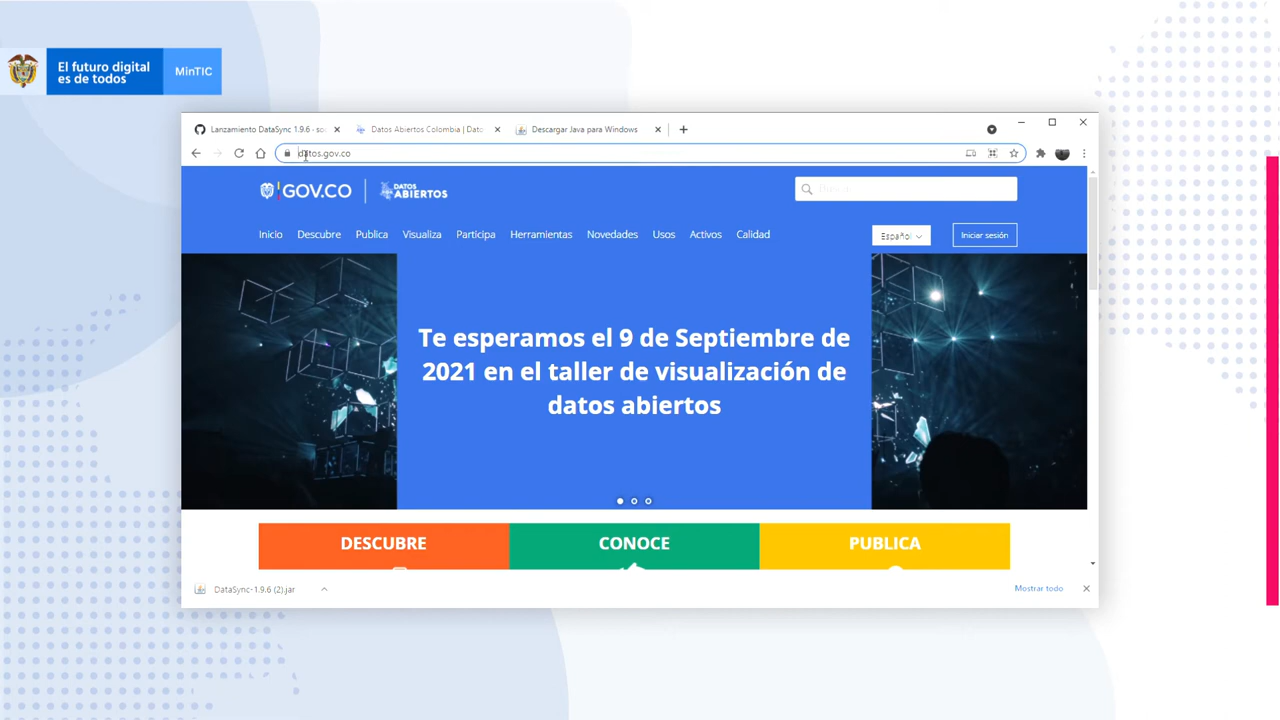 El futuro digital
es de todos
MinTIC
Lanzamiento DataSync 1.9.6 - so
Datos Abiertos Colombia | Dato
Descargar Java para Windows
datos.gov.co
GOV.CO
DATOS
ABIERTOS
Inicio
Descubre
Publica
Visualiza
Participa
Herramientas
Novedades
Usos
Activos
Calidad
Español
Iniciar sesión
Te esperamos el 9 de Septiembre de
2021 en el taller de visualización de
datos abiertos
DESCUBRE
CONOCE
PUBLICA
DataSync-1.9.6 (2).jar
Mostrar todo